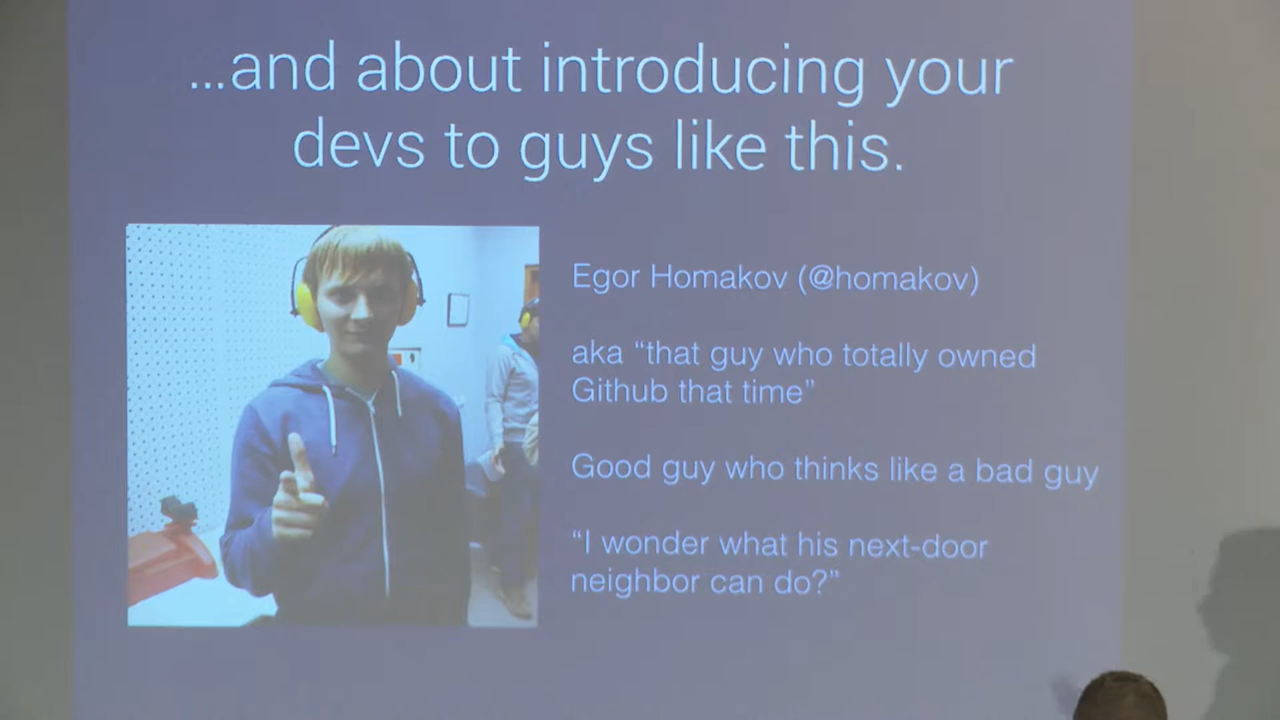 ...and about introducing your
devs to guys like this.
Egor Homakov (@homakov)
aka “that guy who totally owned
Github that time”
Good guy who thinks like a bad guy
“I wonder what his next-door
neighbor can do?”